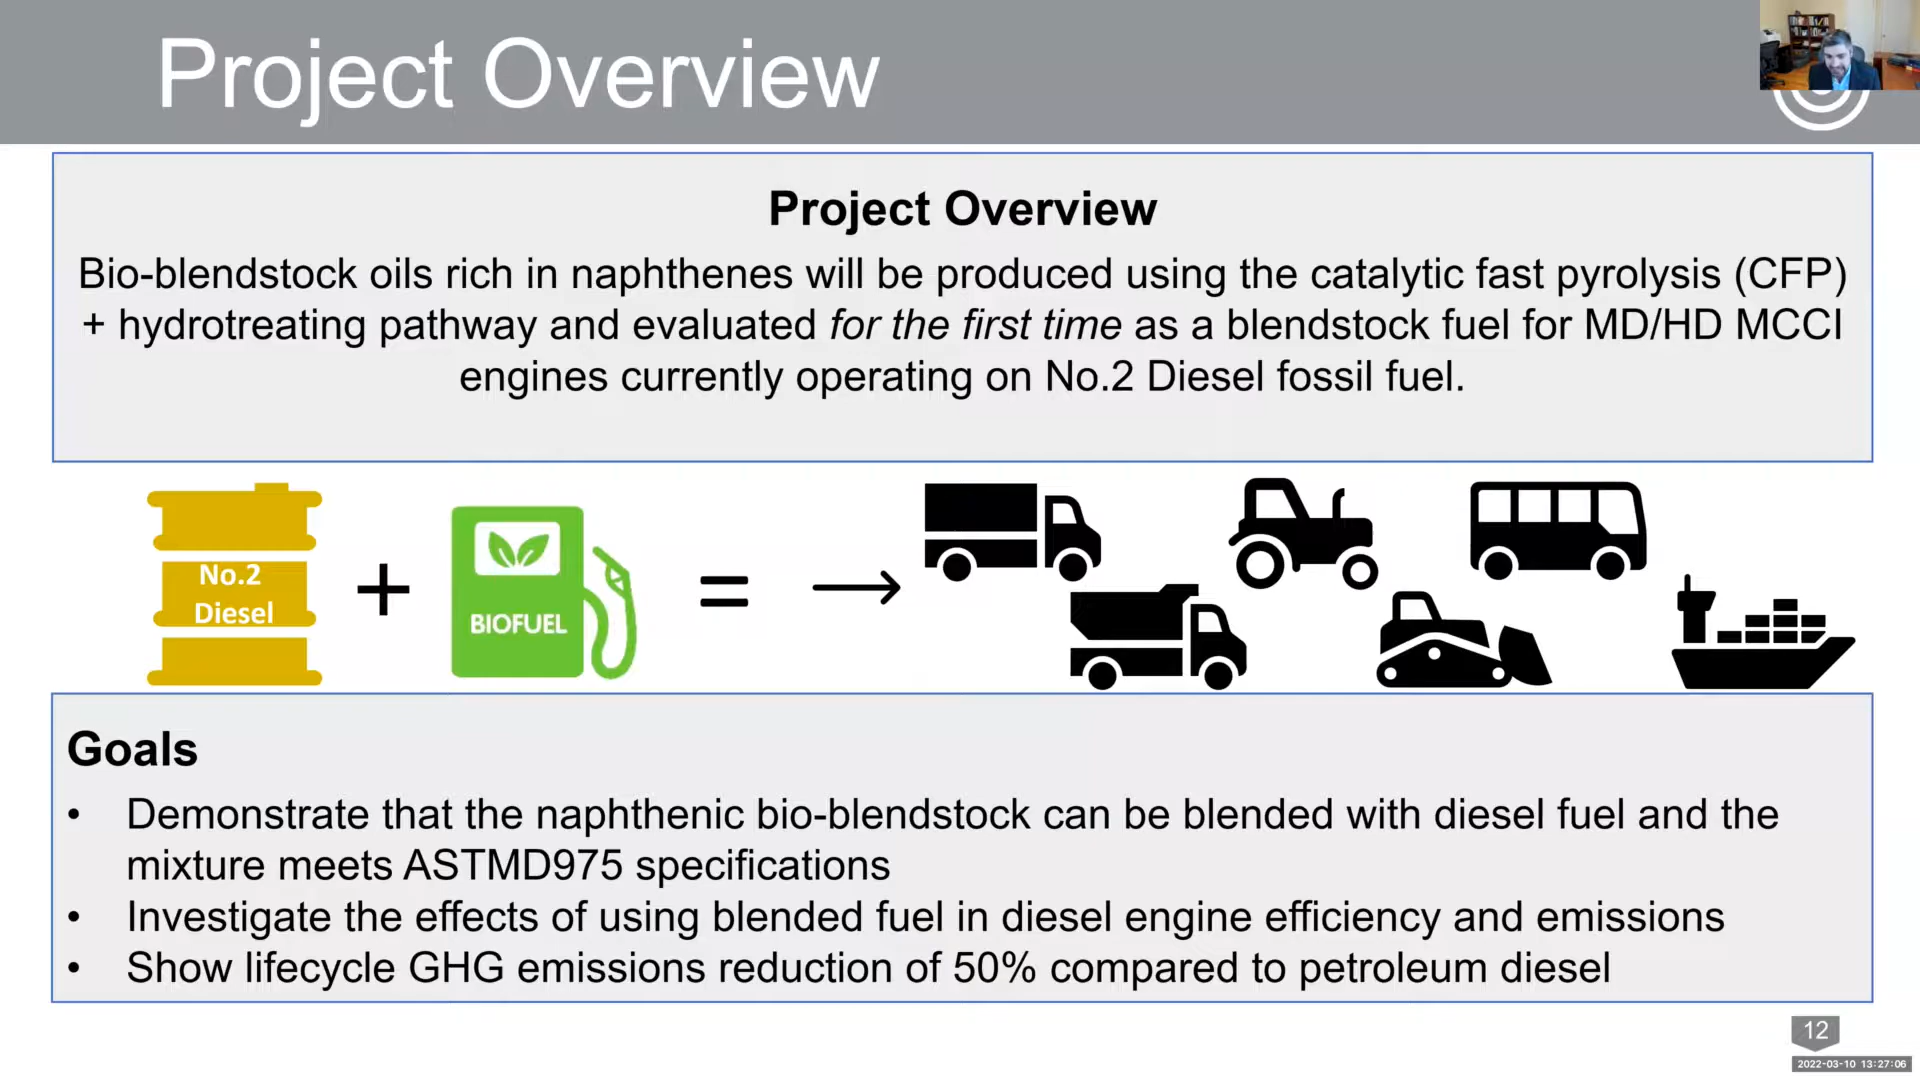 Project Overview
Project Overview
Bio-blendstock oils rich in naphthenes will be produced using the catalytic fast pyrolysis (CFP)
+ hydrotreating pathway and evaluated for the first time as a blendstock fuel for MD/HD MCCI
engines currently operating on No.2 Diesel fossil fuel.
No.2
Diesel
+
BIOFUEL
= →
Goals
• Demonstrate that the naphthenic bio-blendstock can be blended with diesel fuel and the
mixture meets ASTMD975 specifications
• Investigate the effects of using blended fuel in diesel engine efficiency and emissions
• Show lifecycle GHG emissions reduction of 50% compared to petroleum diesel
12
2022-03-10 13:27:06